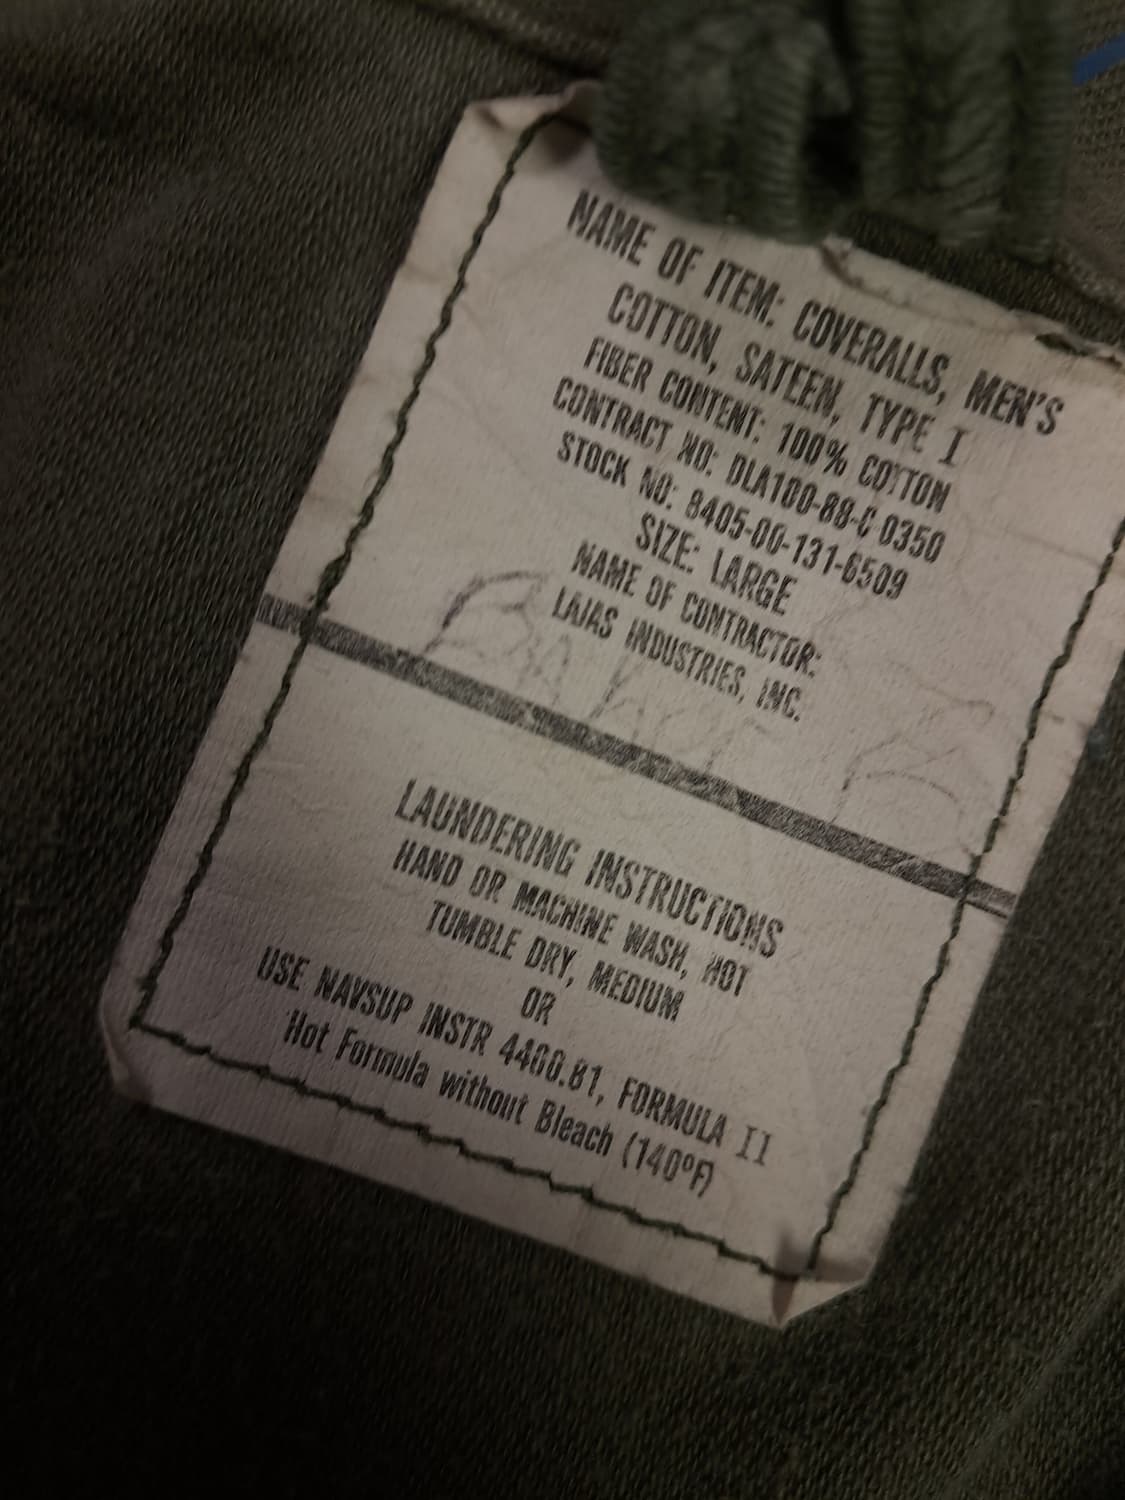 NAME OF ITEM: COVERALLS, MEN'S
COTTON, SATEEN, TYPE I
FIBER CONTENT: 100% COTTON
CONTRACT NO: DLA100-88-C-0350
STOCK NO: 8405-00-131-6509
SIZE: LARGE
NAME OF CONTRACTOR:
LAJAS INDUSTRIES, INC.
LAUNDERING INSTRUCTIONS
HAND OR MACHINE WASH, HOT
TUMBLE DRY, MEDIUM
OR
USE NAVSUP INSTR 4400.81, FORMULA II
Hot Formula without Bleach (140ºF)